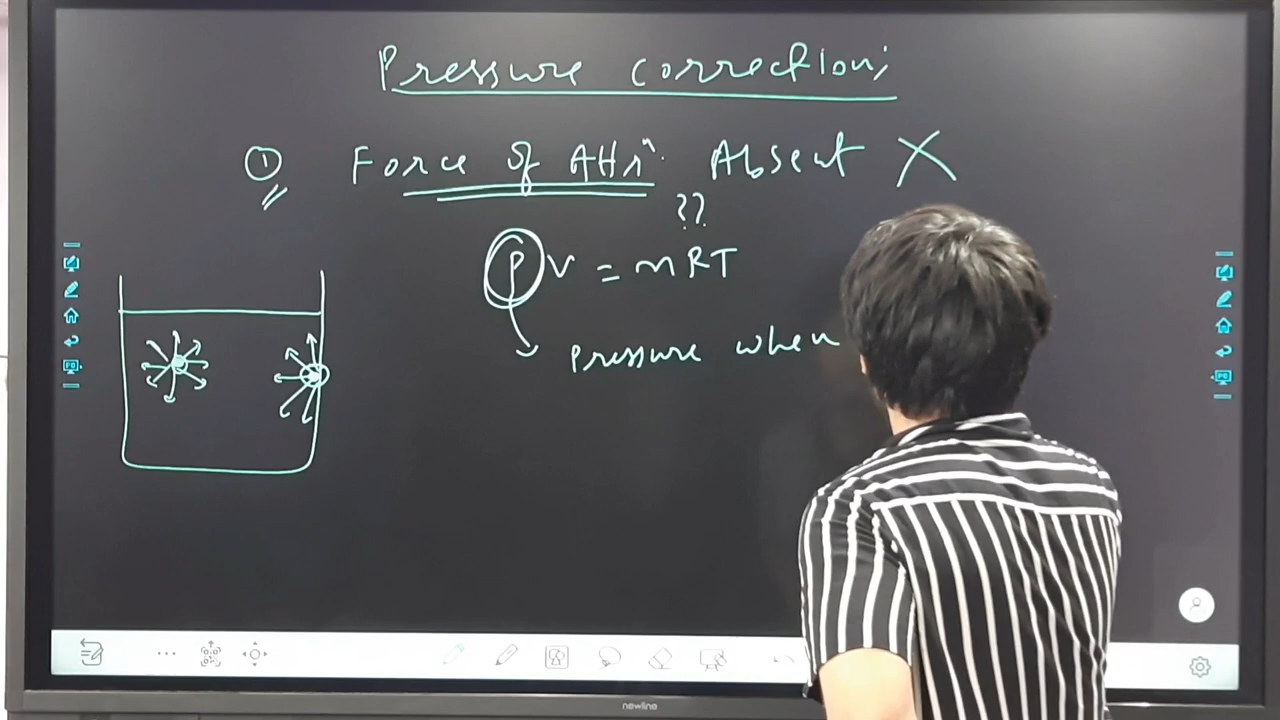 Pressure correction;
① Force of Attrⁿ. Absent X
??
PV = nRT
Pressure when
newline